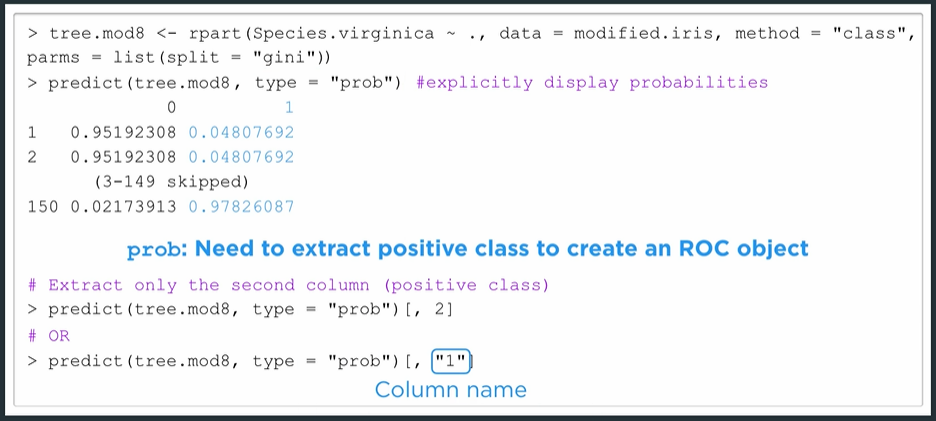 > tree.mod8 <- rpart(Species.virginica ~ ., data = modified.iris, method = "class",
parms = list(split = "gini"))
> predict(tree.mod8, type = "prob") #explicitly display probabilities
0 1
1 0.95192308 0.04807692
2 0.95192308 0.04807692
(3-149 skipped)
150 0.02173913 0.97826087
prob: Need to extract positive class to create an ROC object
# Extract only the second column (positive class)
> predict(tree.mod8, type = "prob")[, 2]
# OR
> predict(tree.mod8, type = "prob")[, "1"]
Column name